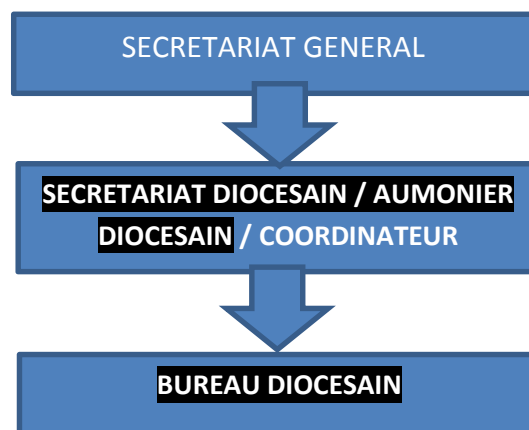 SECRETARIAT GENERAL
SECRETARIAT DIOCESAIN / AUMONIER
DIOCESAIN / COORDINATEUR
BUREAU DIOCESAIN